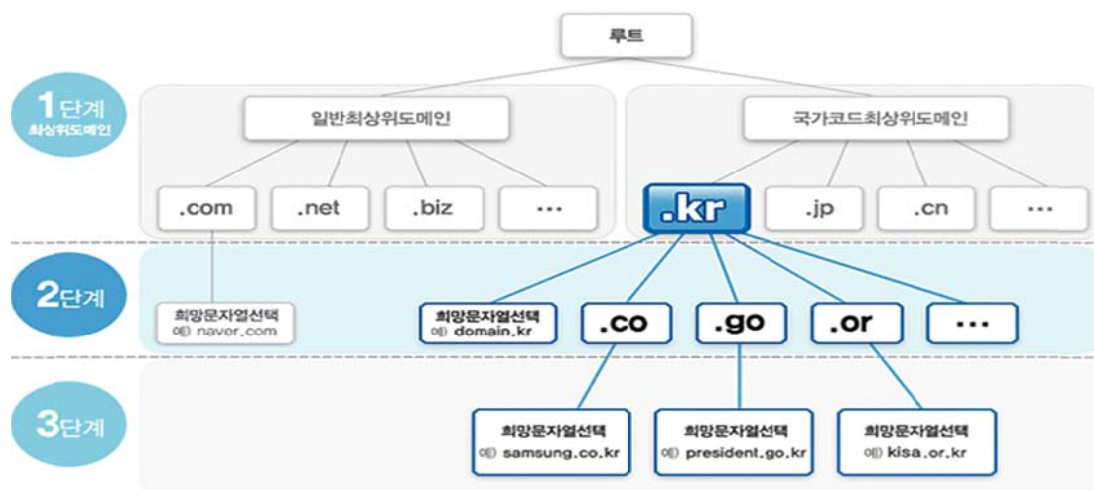 루트
1단계
최상위도메인
일반최상위도메인
국가코드최상위도메인
.com
.net
.biz
...
.kr
.jp
.cn
...
2단계
희망문자열선택
예) naver.com
희망문자열선택
예) domain.kr
.co
.go
.or
...
3단계
희망문자열선택
예) samsung.co.kr
희망문자열선택
예) president.go.kr
희망문자열선택
예) kisa.or.kr